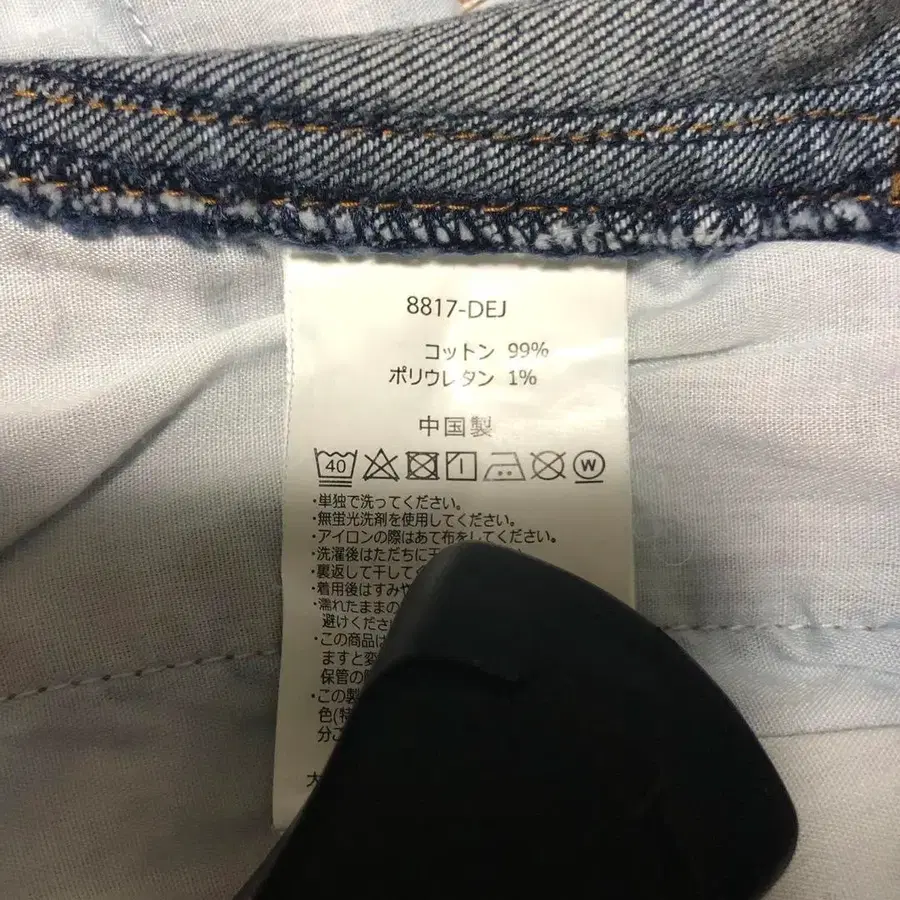 8817-DEJ
コットン 99%
ポリウレタン 1%
中国製
40 W
・単独で洗ってください。
・無蛍光洗剤を使用してください。
・アイロンの際はあて布をしてください。
・洗濯後はただちに
・裏返して干して
・着用後はすみや
・濡れたままの
避けくださ
・この商品は
ますと変
保管の
・この製
色(特
分ご
大